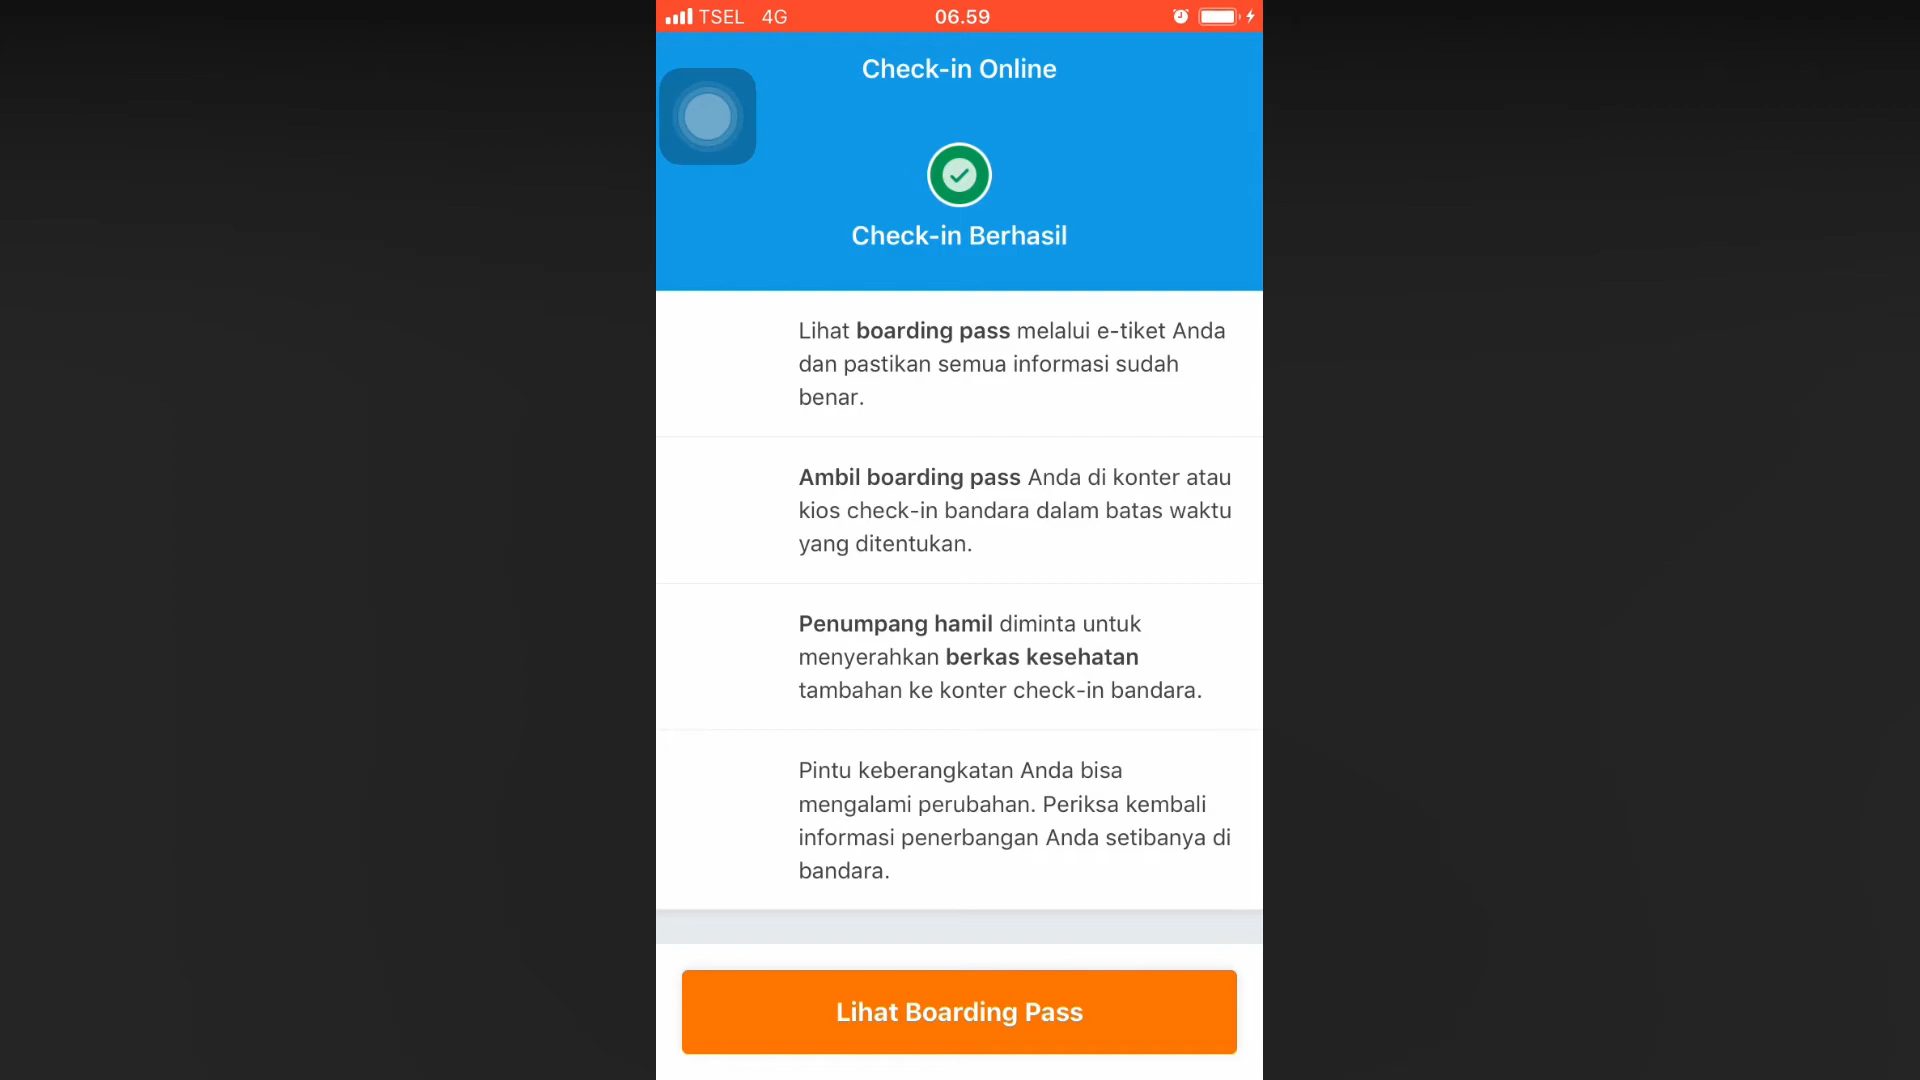 TSEL 4G 06.59
Check-in Online
Check-in Berhasil
Lihat boarding pass melalui e-tiket Anda
dan pastikan semua informasi sudah
benar.
Ambil boarding pass Anda di konter atau
kios check-in bandara dalam batas waktu
yang ditentukan.
Penumpang hamil diminta untuk
menyerahkan berkas kesehatan
tambahan ke konter check-in bandara.
Pintu keberangkatan Anda bisa
mengalami perubahan. Periksa kembali
informasi penerbangan Anda setibanya di
bandara.
Lihat Boarding Pass